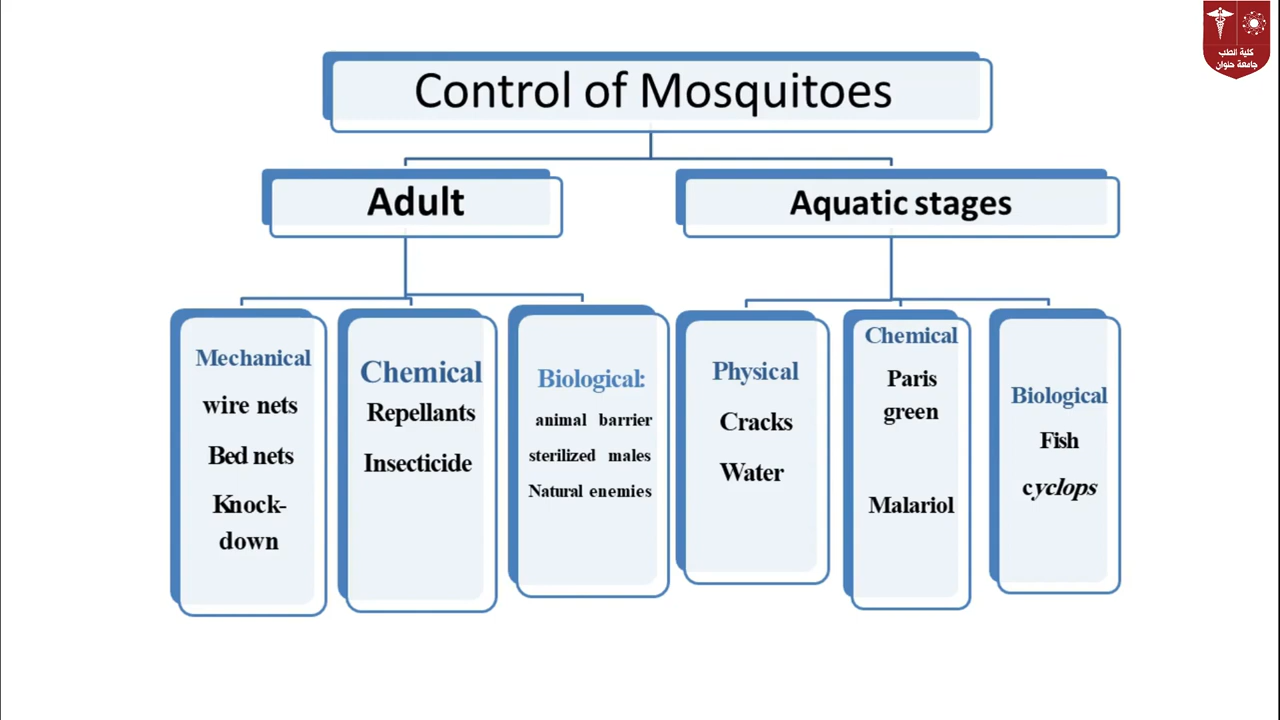 كلية الطب
جامعة حلوان
Control of Mosquitoes
Adult
Aquatic stages
Mechanical
wire nets
Bed nets
Knock-
down
Chemical
Repellants
Insecticide
Biological:
animal barrier
sterilized males
Natural enemies
Physical
Cracks
Water
Chemical
Paris
green
Malariol
Biological
Fish
cyclops